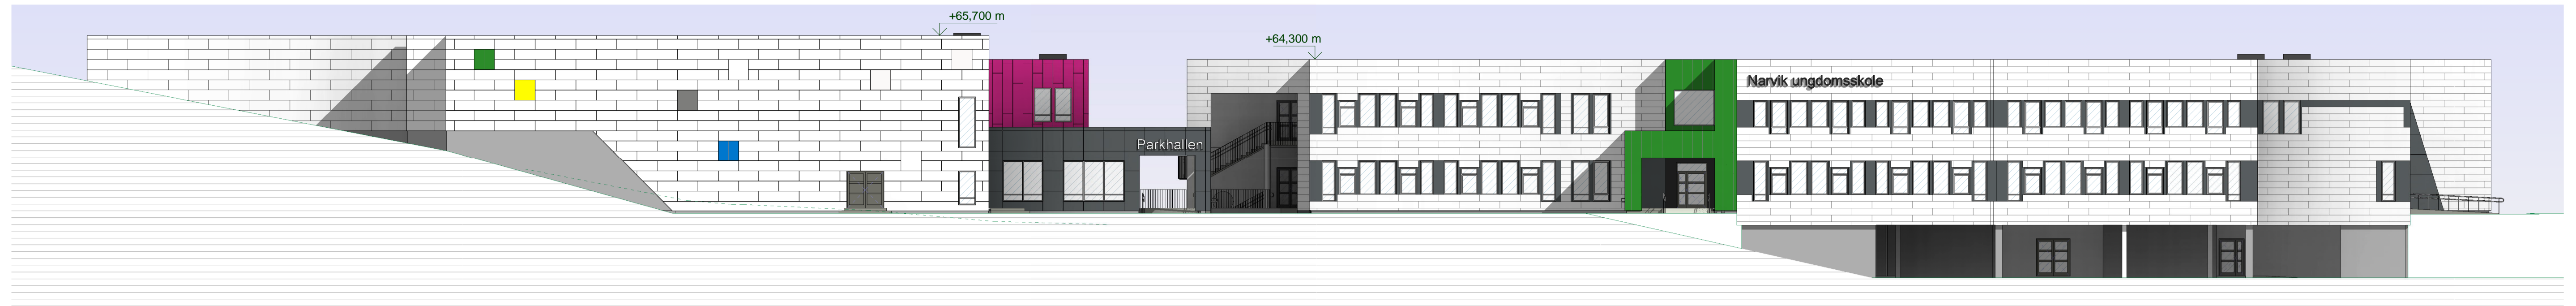 +65,700 m
+64,300 m
Narvik ungdomsskole
Parkhallen